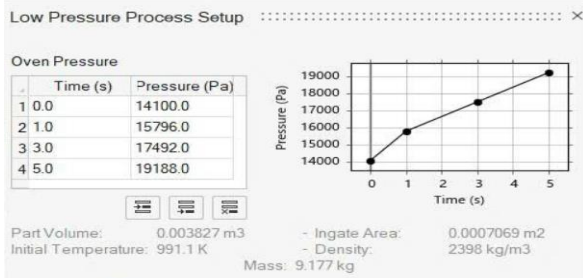 Low Pressure Process Setup
Oven Pressure
Time (s) Pressure (Pa)
1 0.0 14100.0
2 1.0 15796.0
3 3.0 17492.0
4 5.0 19188.0
Pressure (Pa)
19000
18000
17000
16000
15000
14000
0 1 2 3 4 5
Time (s)
Part Volume: 0.003827 m3 - Ingate Area: 0.0007069 m2
Initial Temperature: 991.1 K - Density: 2398 kg/m3
Mass: 9.177 kg